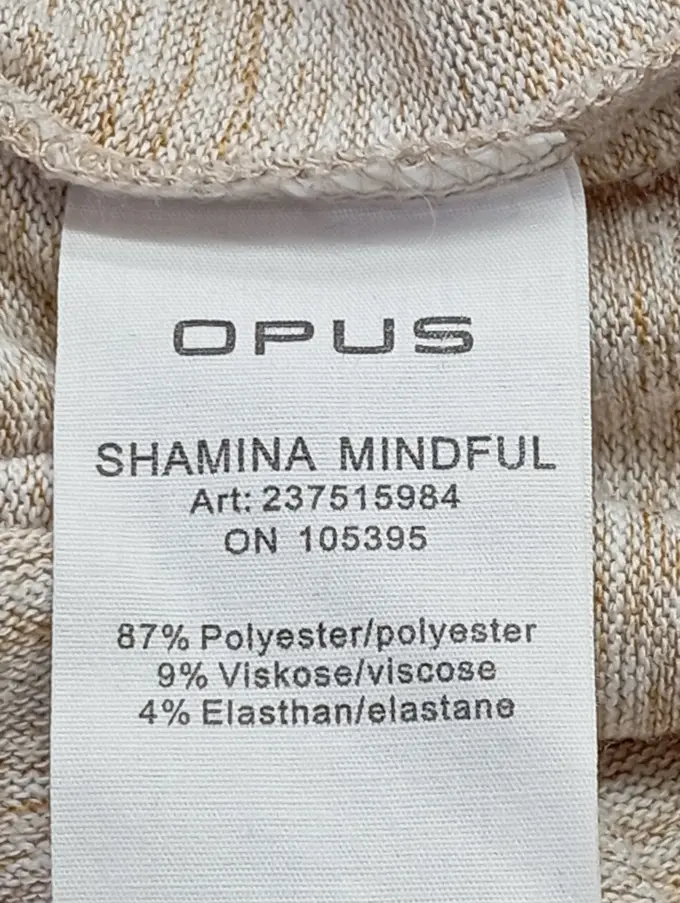 OPUS
SHAMINA MINDFUL
Art: 237515984
ON 105395
87% Polyester/polyester
9% Viskose/viscose
4% Elasthan/elastane